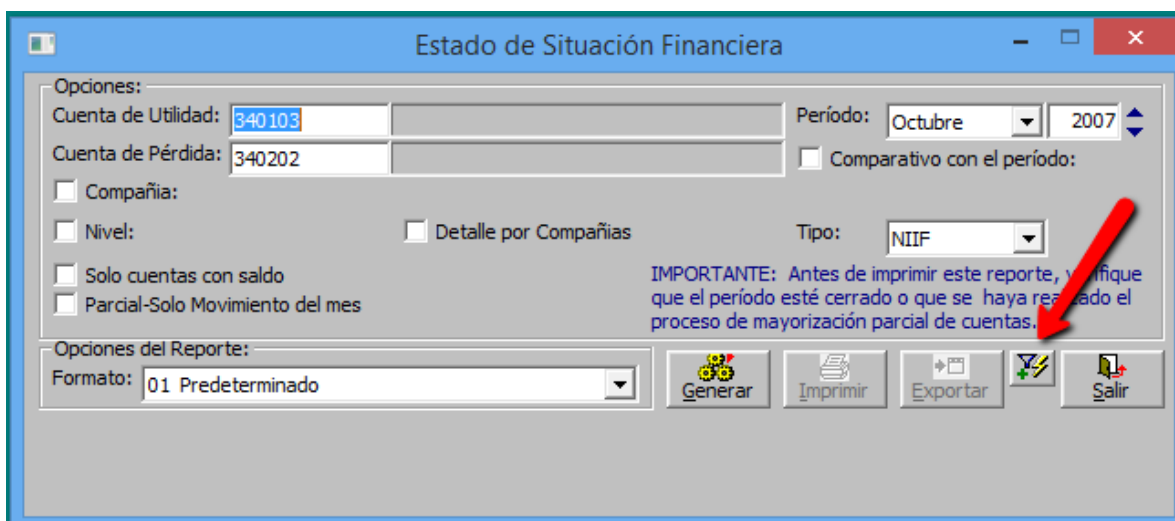 Estado de Situación Financiera
Opciones:
Cuenta de Utilidad: 340103 Período: Octubre 2007
Cuenta de Pérdida: 340202 Comparativo con el período:
Compañia:
Nivel: Detalle por Compañias Tipo: NIIF
Solo cuentas con saldo
Parcial-Solo Movimiento del mes
IMPORTANTE: Antes de imprimir este reporte, verifique
que el período esté cerrado o que se haya realizado el
proceso de mayorización parcial de cuentas.
Opciones del Reporte:
Formato: 01 Predeterminado
Generar Imprimir Exportar Salir